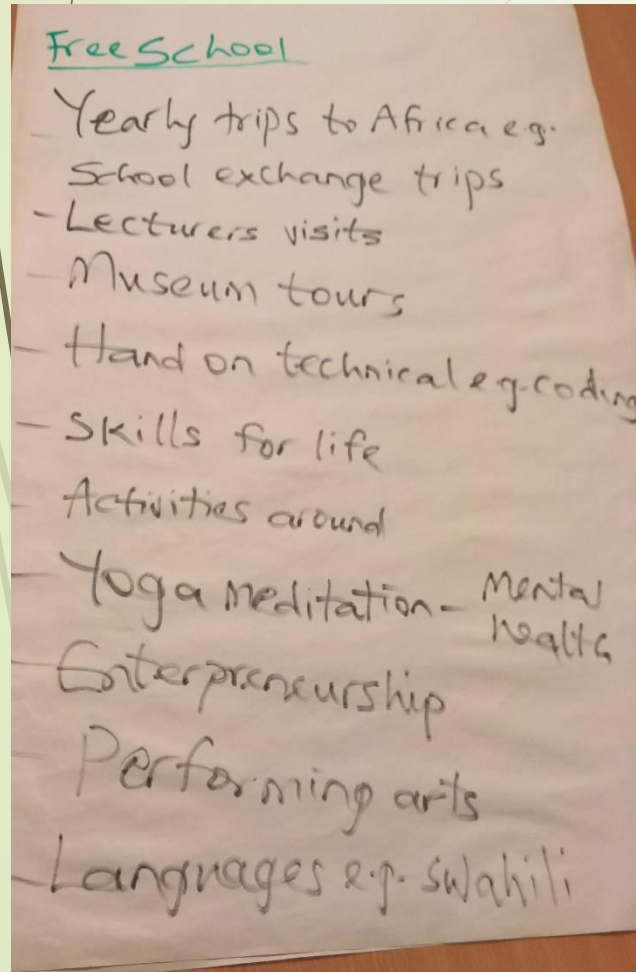 Free School
- Yearly trips to Africa e.g.
School exchange trips
- Lecturers visits
- Museum tours
- Hand on technical e.g. coding
- Skills for life
- Activities around
- Yoga meditation - Mental
health
- Enterpreneurship
- Performing arts
- Languages e.g. swahili